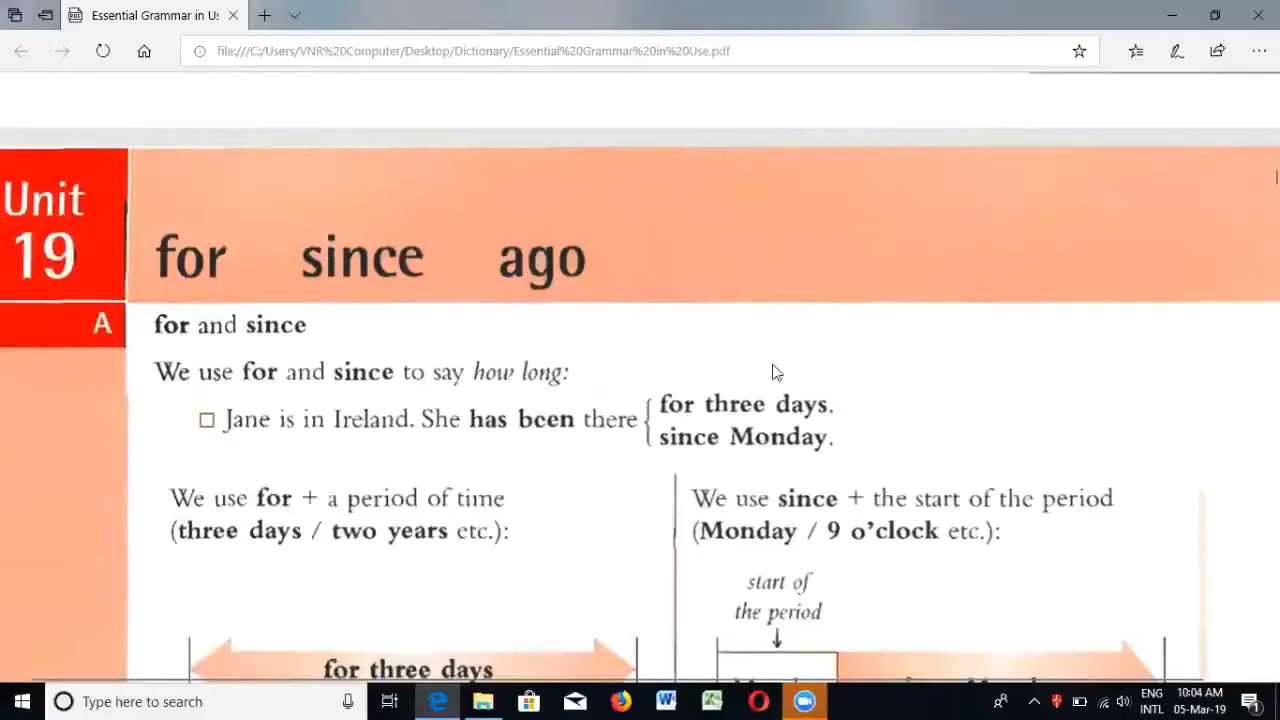 Essential Grammar in Us
file:///C:/Users/VNR%20Computer/Desktop/Dictionary/Essential%20Grammar%20in%20Use.pdf
Unit
19
for since ago
A
for and since
We use for and since to say how long:
Jane is in Ireland. She has been there
for three days.
since Monday.
We use for + a period of time
(three days / two years etc.):
We use since + the start of the period
(Monday / 9 o'clock etc.):
start of
the period
for three days
Type here to search
ENG
INTL
10:04 AM
05-Mar-19
1